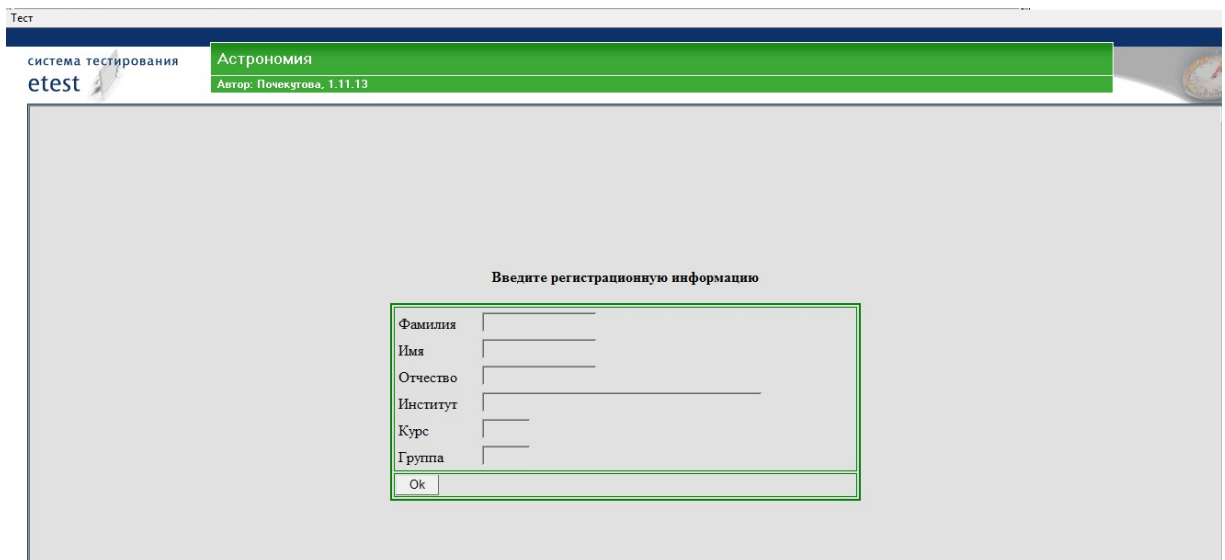 Тест
система тестирования
etest
Астрономия
Автор: Почекутова, 1.11.13
Введите регистрационную информацию
Фамилия
Имя
Отчество
Институт
Курс
Группа
Ok